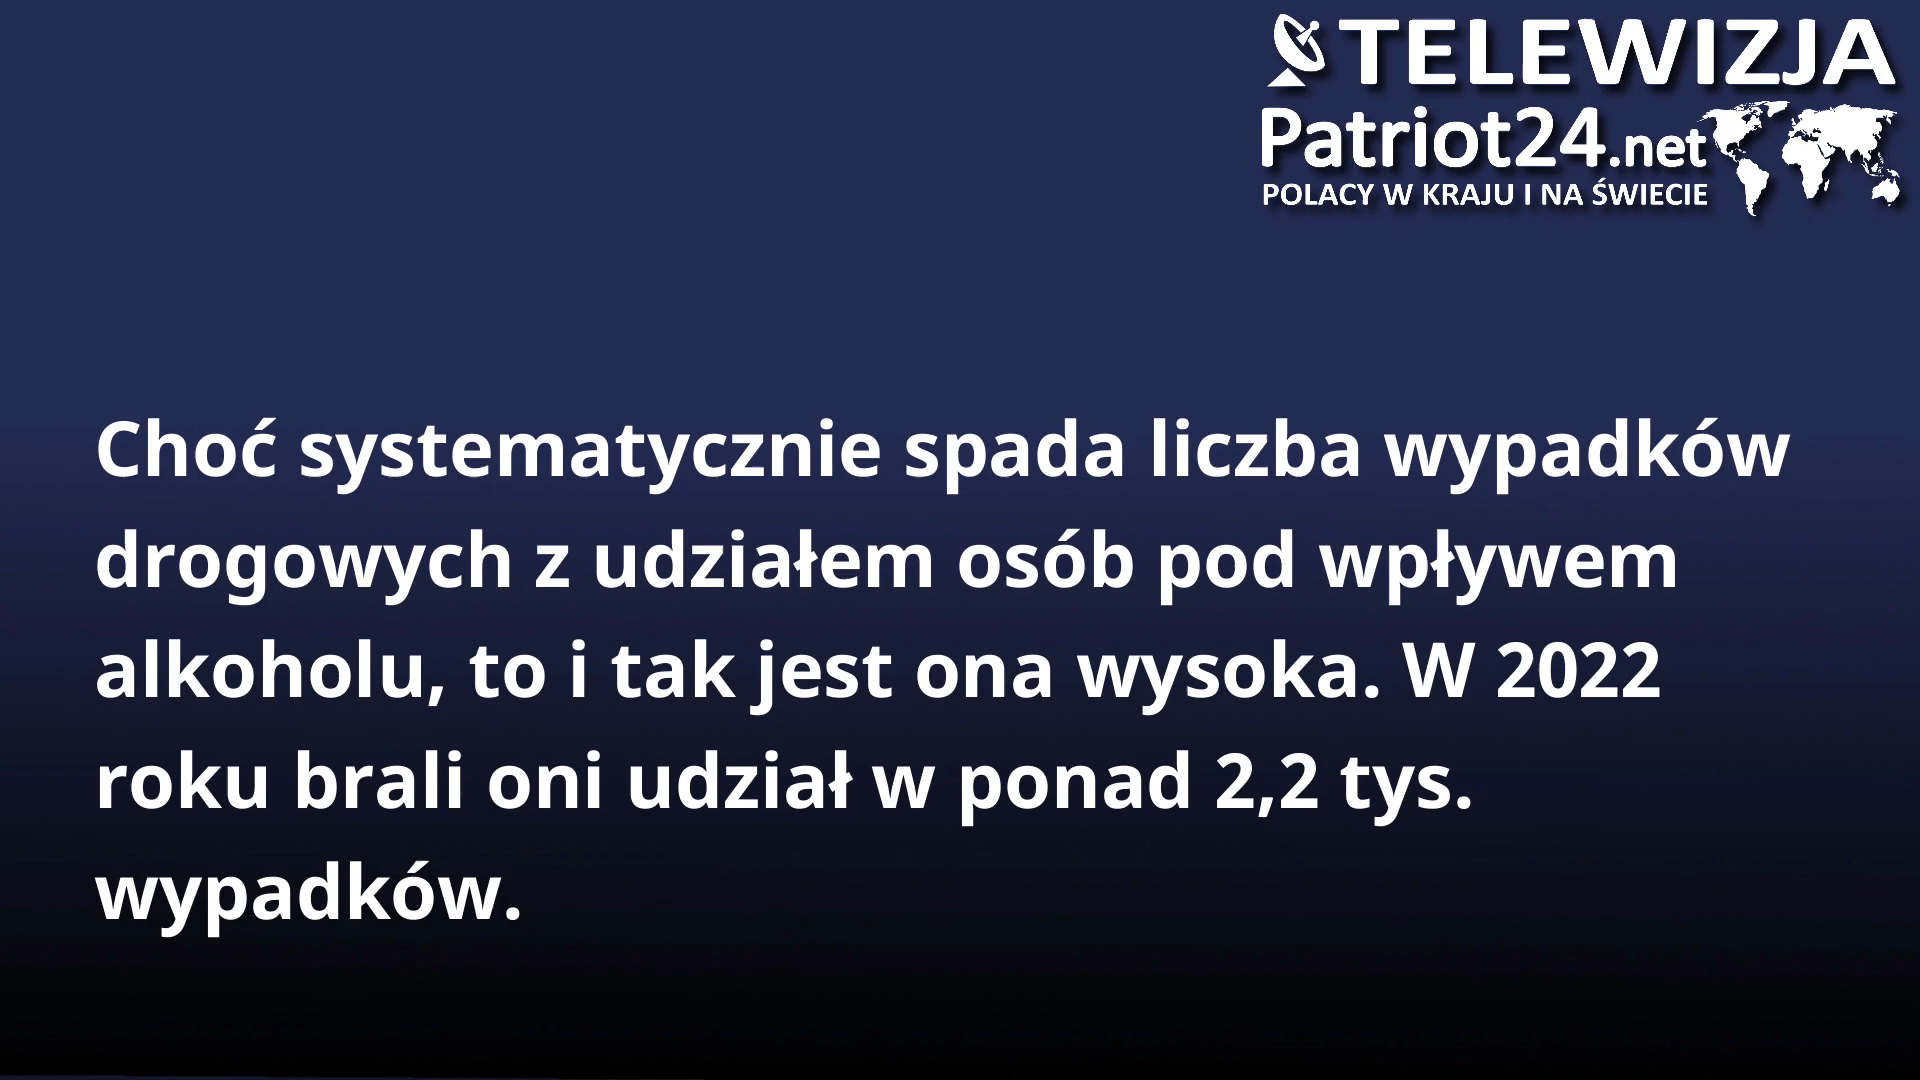 TELEWIZJA
Patriot24.net
POLACY W KRAJU I NA ŚWIECIE
Choć systematycznie spada liczba wypadków
drogowych z udziałem osób pod wpływem
alkoholu, to i tak jest ona wysoka. W 2022
roku brali oni udział w ponad 2,2 tys.
wypadków.